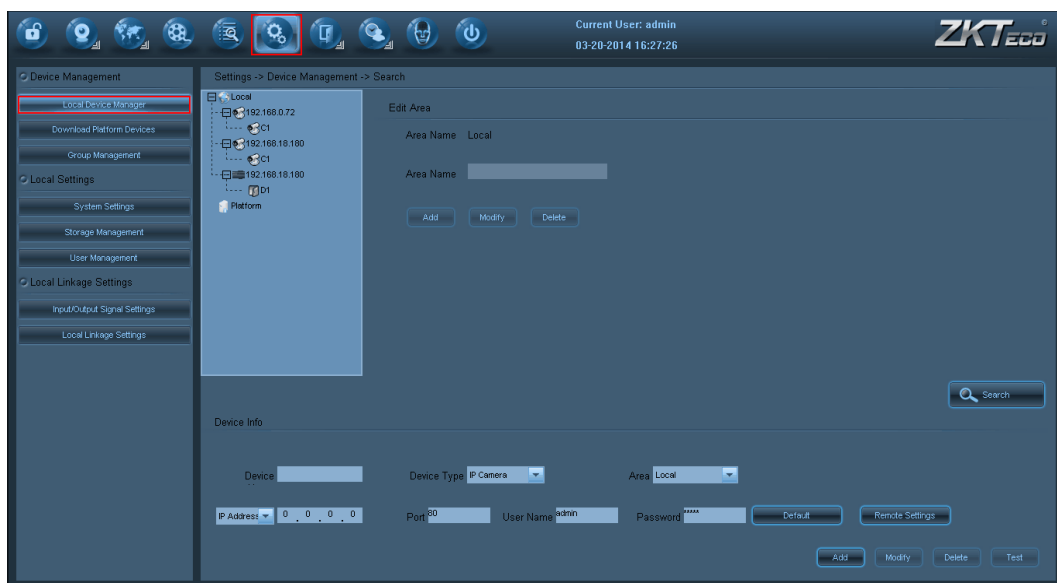 Current User: admin
03-20-2014 16:27:26
ZKTeco
Device Management
Local Device Manager
Download Platform Devices
Group Management
Local Settings
System Settings
Storage Management
User Management
Local Linkage Settings
Input/Output Signal Settings
Local Linkage Settings
Settings -> Device Management -> Search
Local
192.168.0.72
C1
192.168.18.180
C1
192.168.18.180
D1
Platform
Edit Area
Area Name Local
Area Name
Add Modify Delete
Search
Device Info
Device Device Type IP Camera Area Local
IP Address 0 . 0 . 0 . 0 Port 80 User Name admin Password ***** Default Remote Settings
Add Modify Delete Test